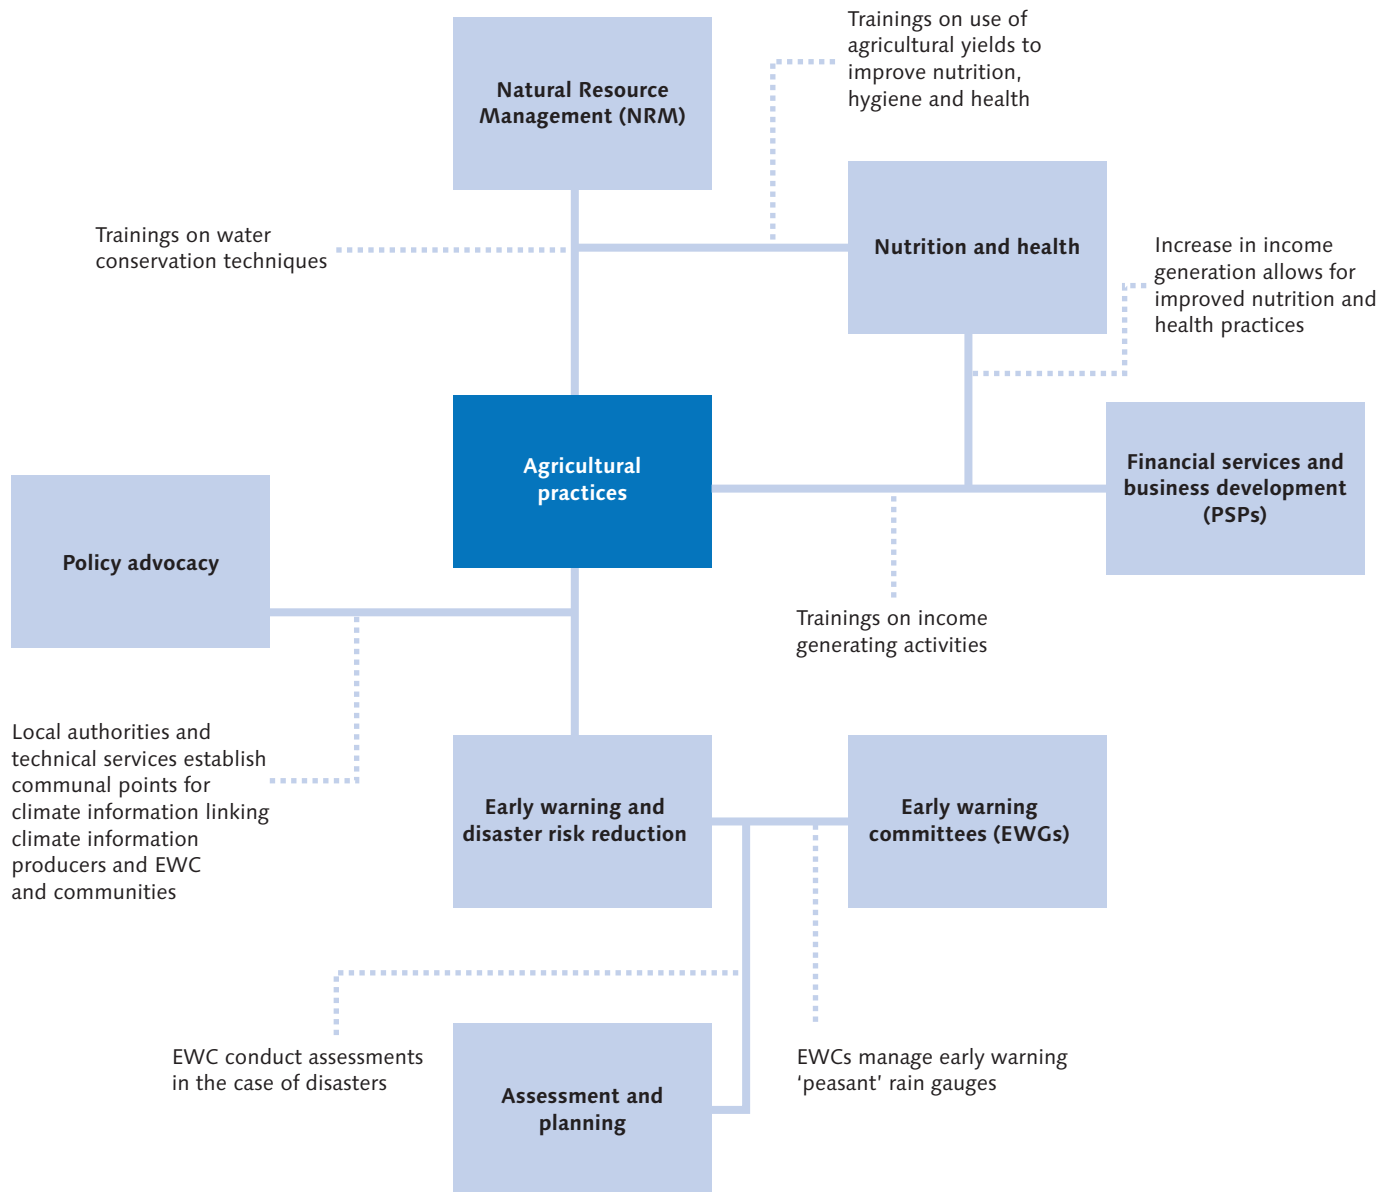 Trainings on use of
agricultural yields to
improve nutrition,
hygiene and health
Natural Resource
Management (NRM)
Trainings on water
conservation techniques
Nutrition and health
Increase in income
generation allows for
improved nutrition and
health practices
Agricultural
practices
Financial services and
business development
(PSPs)
Policy advocacy
Trainings on income
generating activities
Local authorities and
technical services establish
communal points for
climate information linking
climate information
producers and EWC
and communities
Early warning and
disaster risk reduction
Early warning
committees (EWGs)
EWC conduct assessments
in the case of disasters
EWCs manage early warning
‘peasant’ rain gauges
Assessment and
planning